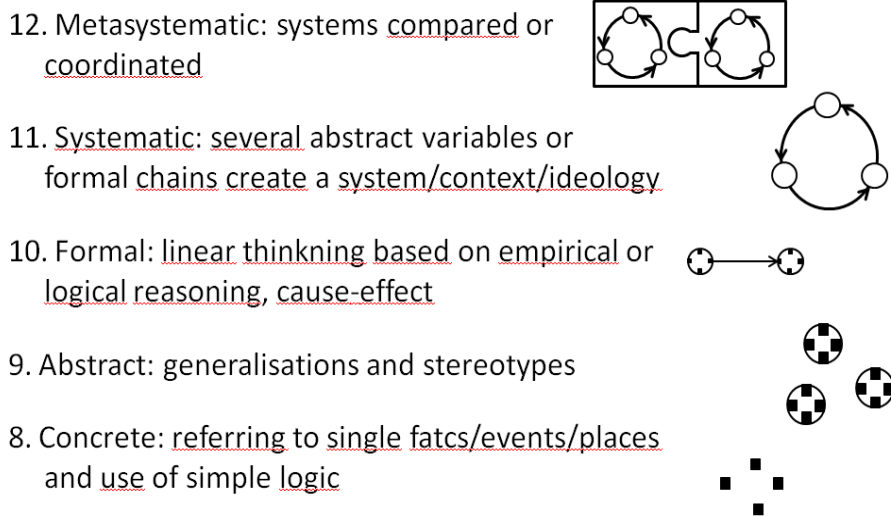 12. Metasystematic: systems compared or
coordinated
11. Systematic: several abstract variables or
formal chains create a system/context/ideology
10. Formal: linear thinkning based on empirical or
logical reasoning, cause-effect
9. Abstract: generalisations and stereotypes
8. Concrete: referring to single fatcs/events/places
and use of simple logic